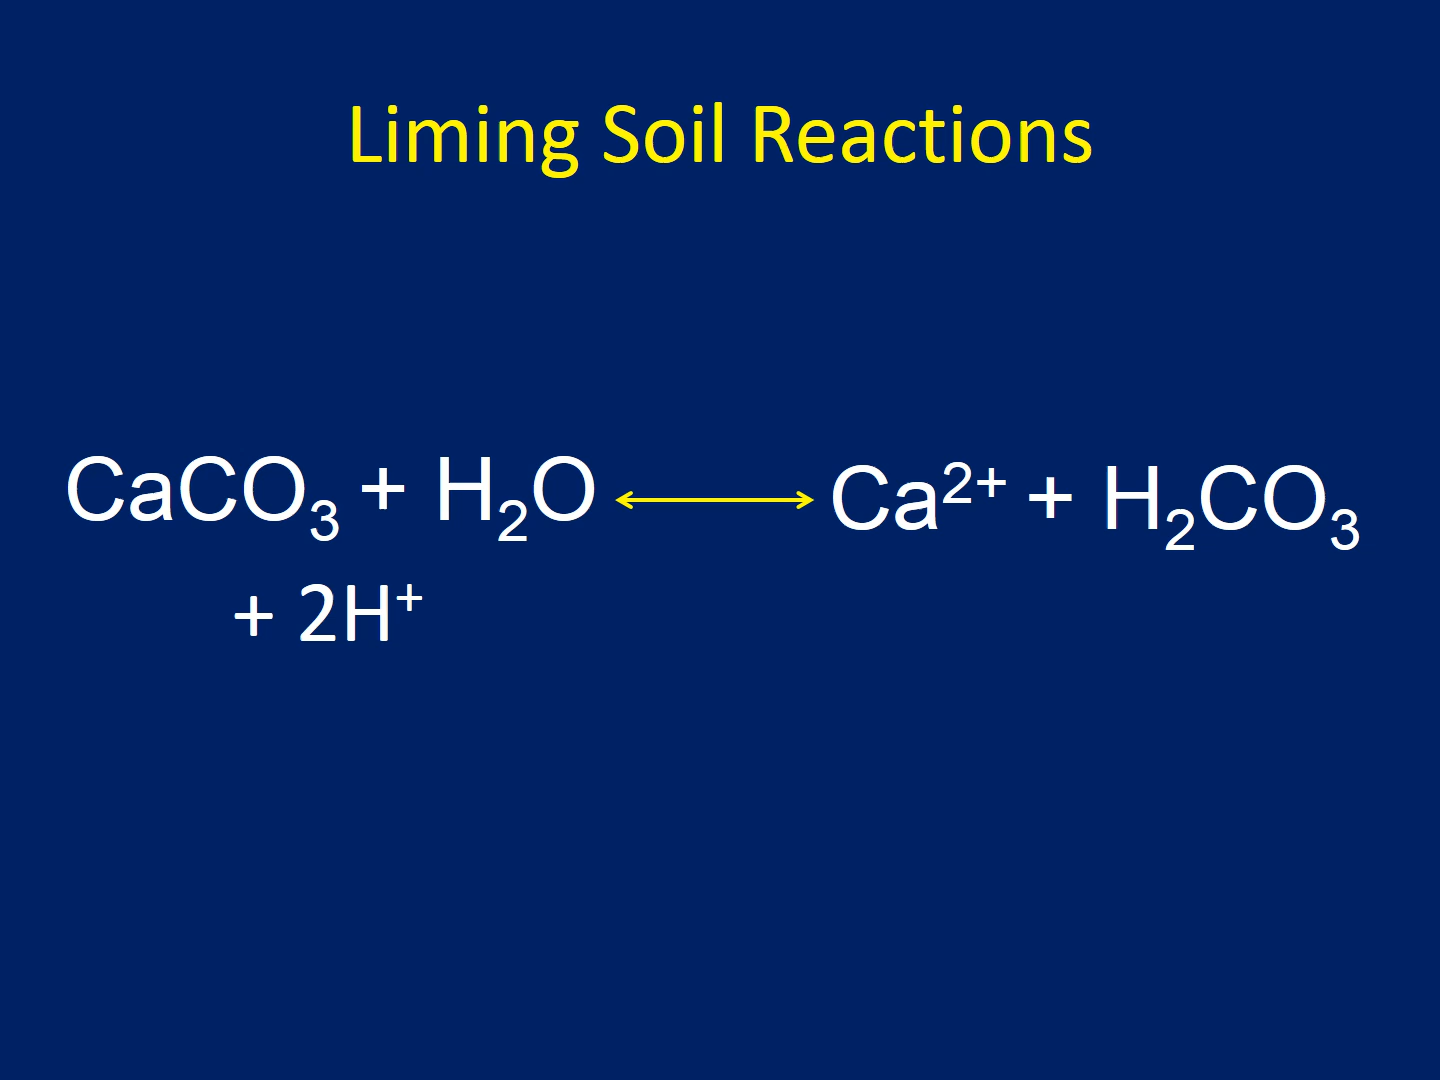 Liming Soil Reactions
CaCO₃ + H₂O ⟷ Ca²⁺ + H₂CO₃
+ 2H⁺